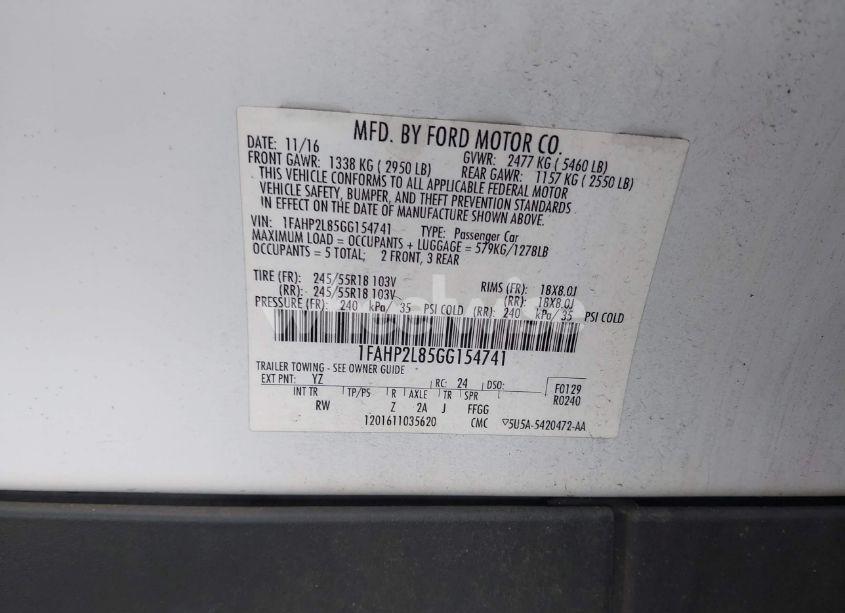 MFD. BY FORD MOTOR CO.
DATE: 11/16 GVWR: 2477 KG ( 5460 LB)
FRONT GAWR: 1338 KG ( 2950 LB) REAR GAWR: 1157 KG ( 2550 LB)
THIS VEHICLE CONFORMS TO ALL APPLICABLE FEDERAL MOTOR
VEHICLE SAFETY, BUMPER, AND THEFT PREVENTION STANDARDS
IN EFFECT ON THE DATE OF MANUFACTURE SHOWN ABOVE.
VIN: 1FAHP2L85GG154741 TYPE: Passenger Car
MAXIMUM LOAD = OCCUPANTS + LUGGAGE = 579KG/1278LB
OCCUPANTS = 5 TOTAL; 2 FRONT, 3 REAR
TIRE (FR): 245/55R18 103V RIMS (FR): 18X8.0J
(RR): 245/55R18 103V (RR): 18X8.0J
PRESSURE (FR): 240 kPa/ 35 PSI COLD (RR): 240 kPa/ 35 PSI COLD
1FAHP2L85GG154741
TRAILER TOWING - SEE OWNER GUIDE
EXT PNT: YZ RC: 24 DSO: F0129
INT TR TP/PS R AXLE TR SPR R0240
RW Z 2A J FFGG
1201611035620 CMC 5U5A-5420472-AA